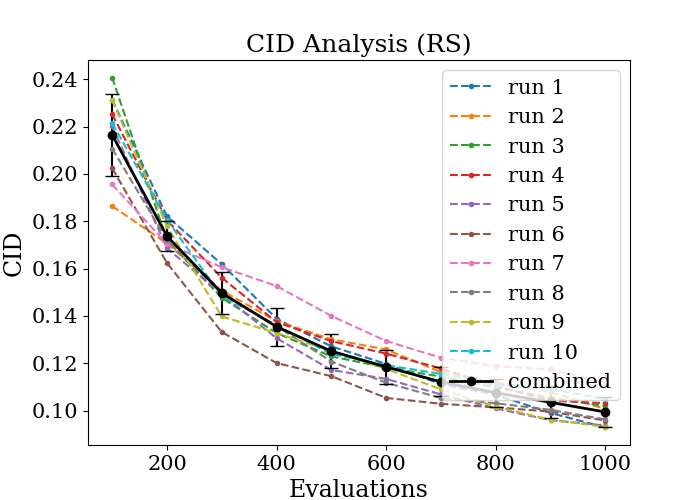 CID Analysis (RS)
CID
0.24
0.22
0.20
0.18
0.16
0.14
0.12
0.10
run 1
run 2
run 3
run 4
run 5
run 6
run 7
run 8
run 9
run 10
combined
200
400
600
800
1000
Evaluations